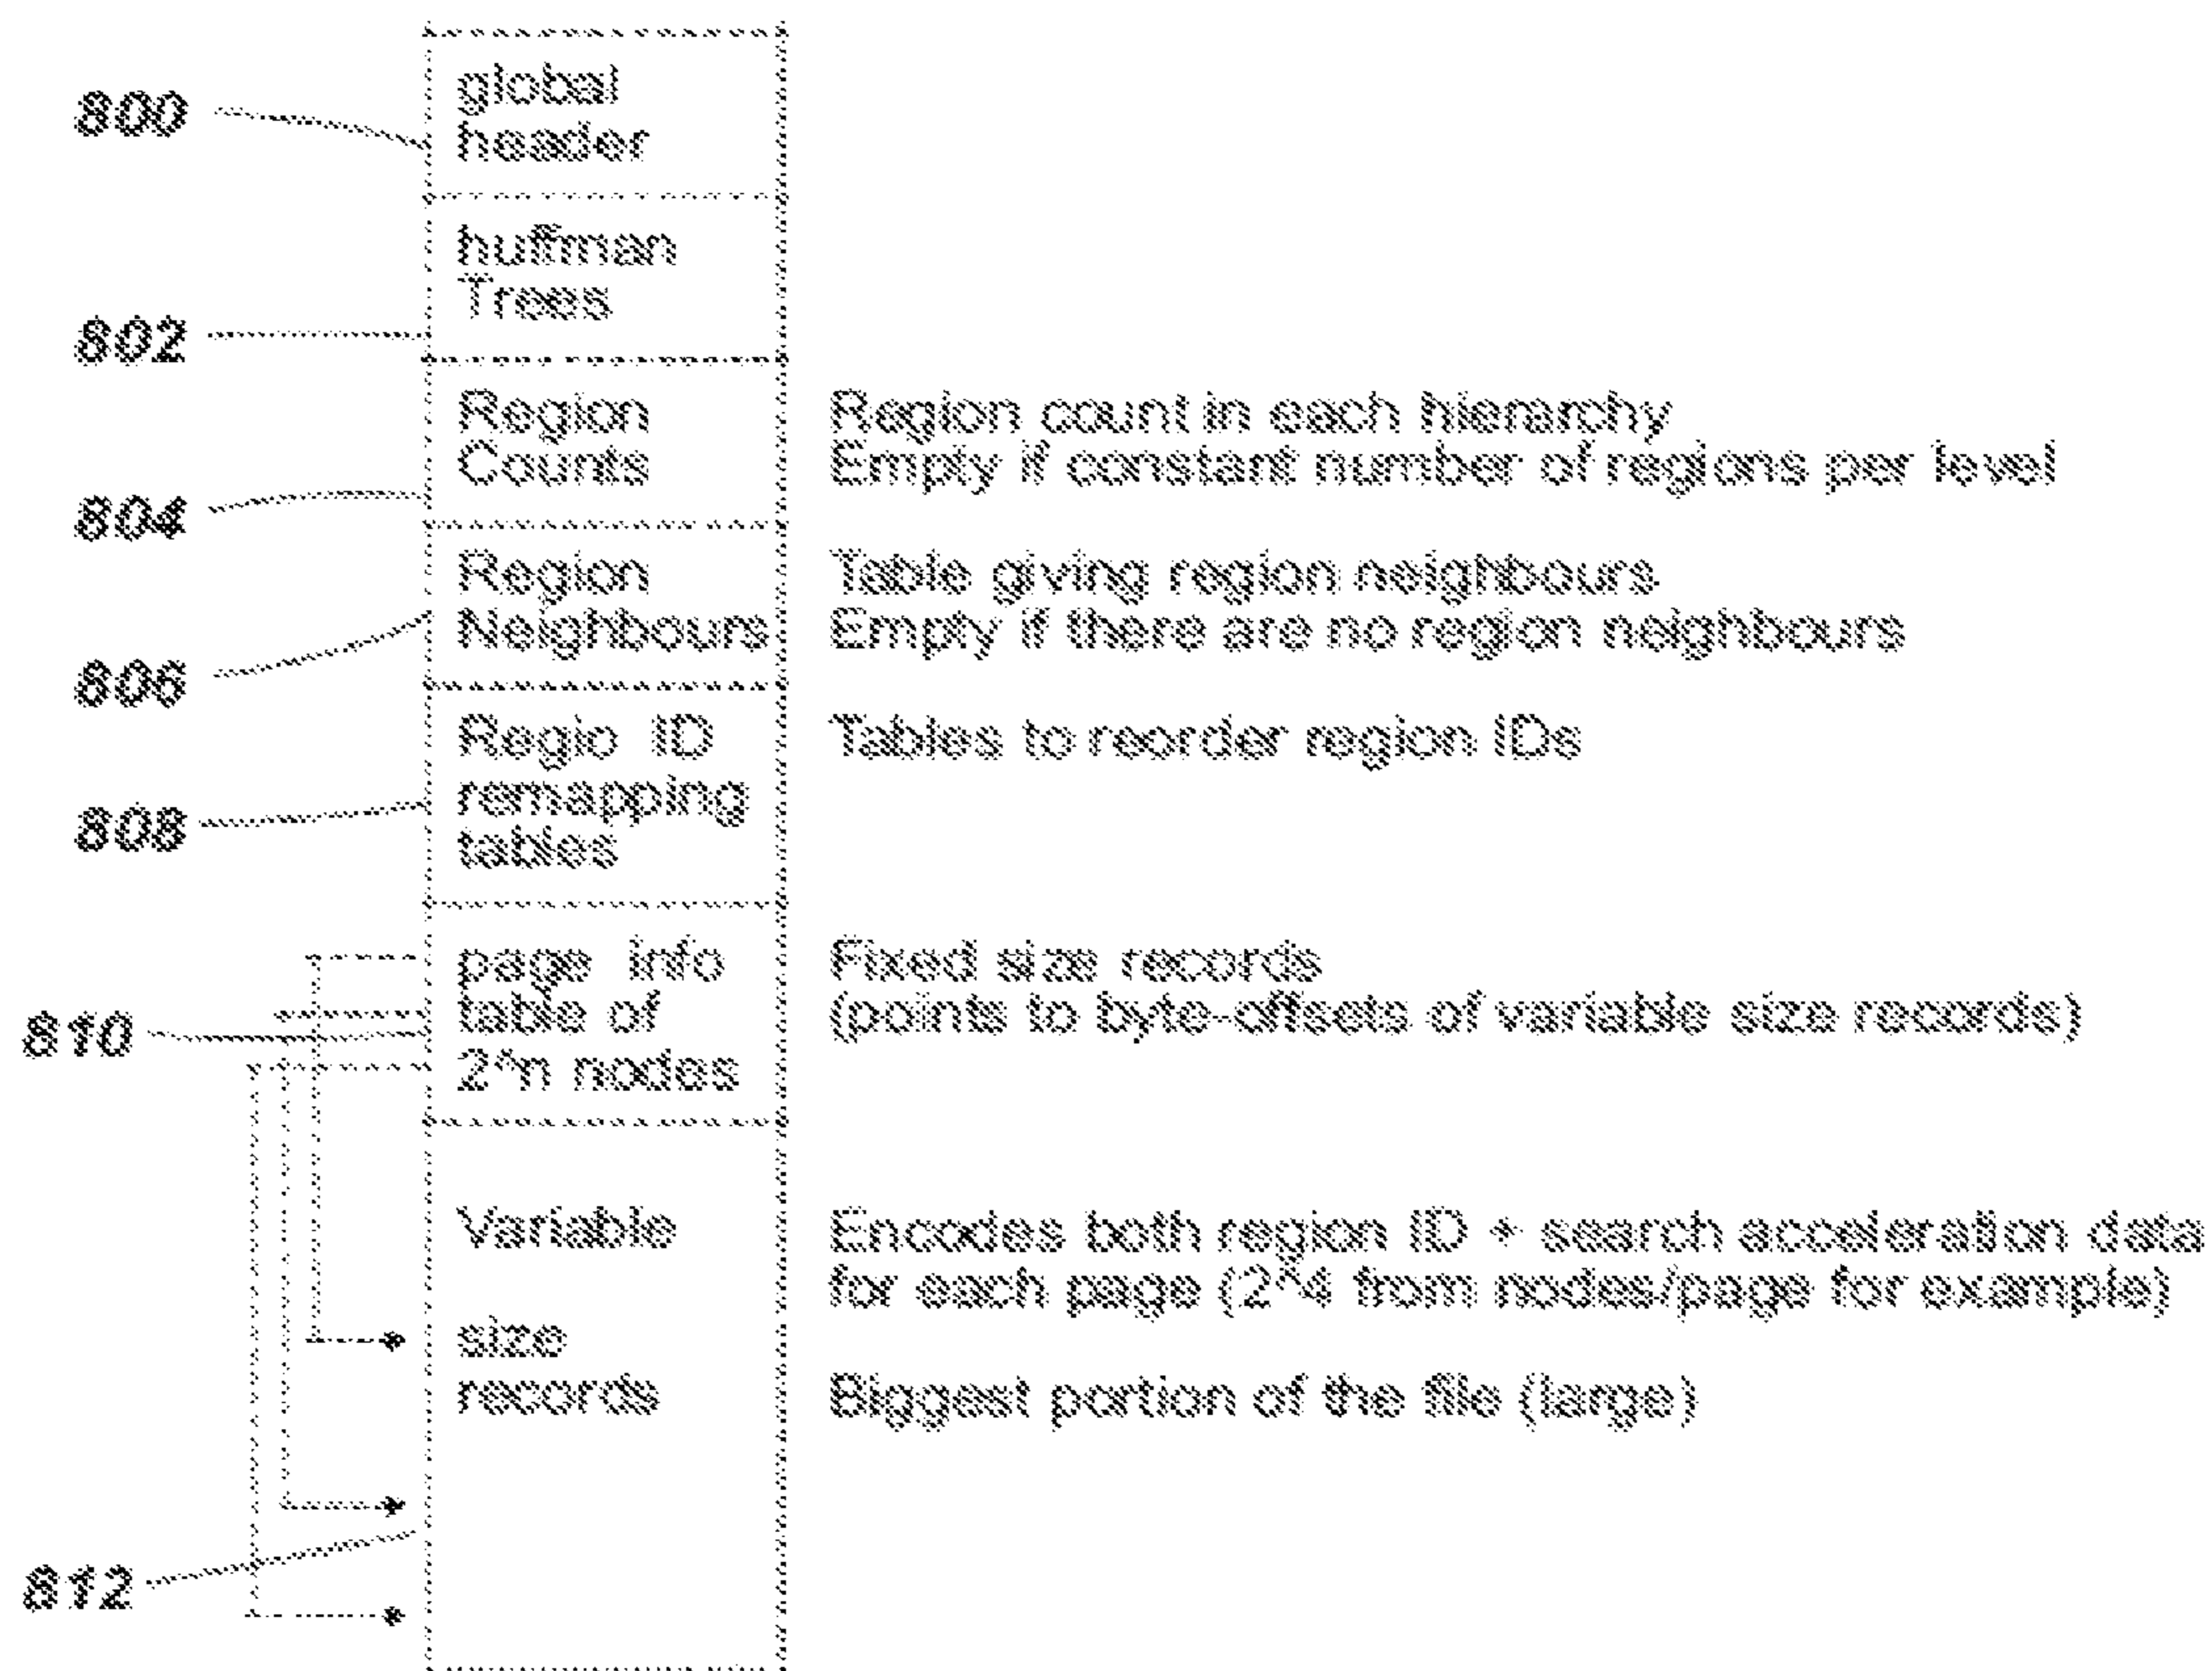 800
global
header
huffman
Trees
802
Region
Counts
Region count in each hierarchy
Empty if constant number of regions per level
804
Region
Neighbours
Table giving region neighbours
Empty if there are no region neighbours
806
Regio ID
remapping
tables
Tables to reorder region IDs
808
page info
table of
2^n nodes
Fixed size records
(points to byte-offsets of variable size records)
810
Variable
size
records
Encodes both region ID + search acceleration data
for each page (2^4 from nodes/page for example)
Biggest portion of the file (large)
812